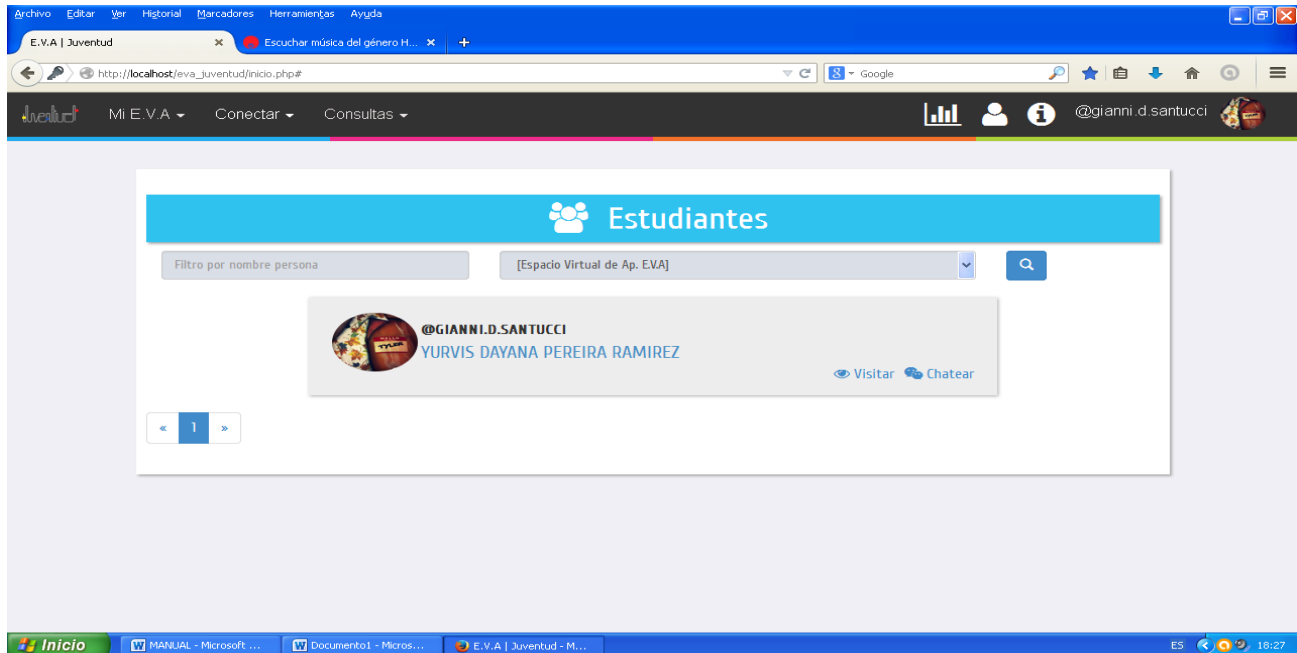 Archivo Editar Ver Historial Marcadores Herramientas Ayuda
E.V.A | Juventud Escuchar música del género H...
http://localhost/eva_juventud/inicio.php# Google
Juventud Mi E.V.A Conectar Consultas @gianni.d.santucci
Estudiantes
Filtro por nombre persona [Espacio Virtual de Ap. E.V.A]
@GIANNI.D.SANTUCCI
YURVIS DAYANA PEREIRA RAMIREZ
Visitar Chatear
« 1 »
Inicio MANUAL - Microsoft ... Documento1 - Micros... E.V.A | Juventud - M... ES 18:27